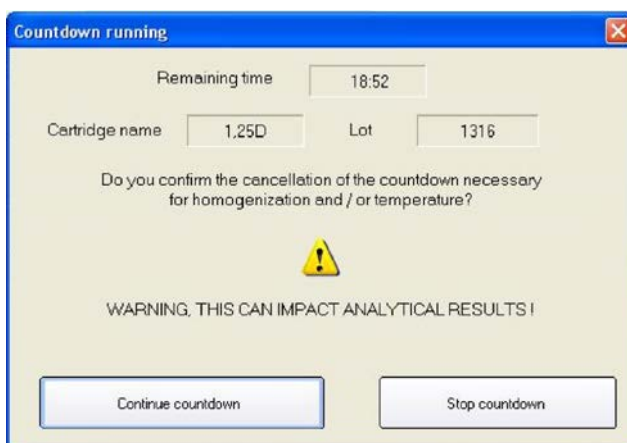 Countdown running
Remaining time 18:52
Cartridge name 1,25D Lot 1316
Do you confirm the cancellation of the countdown necessary
for homogenization and / or temperature?
WARNING, THIS CAN IMPACT ANALYTICAL RESULTS !
Continue countdown Stop countdown